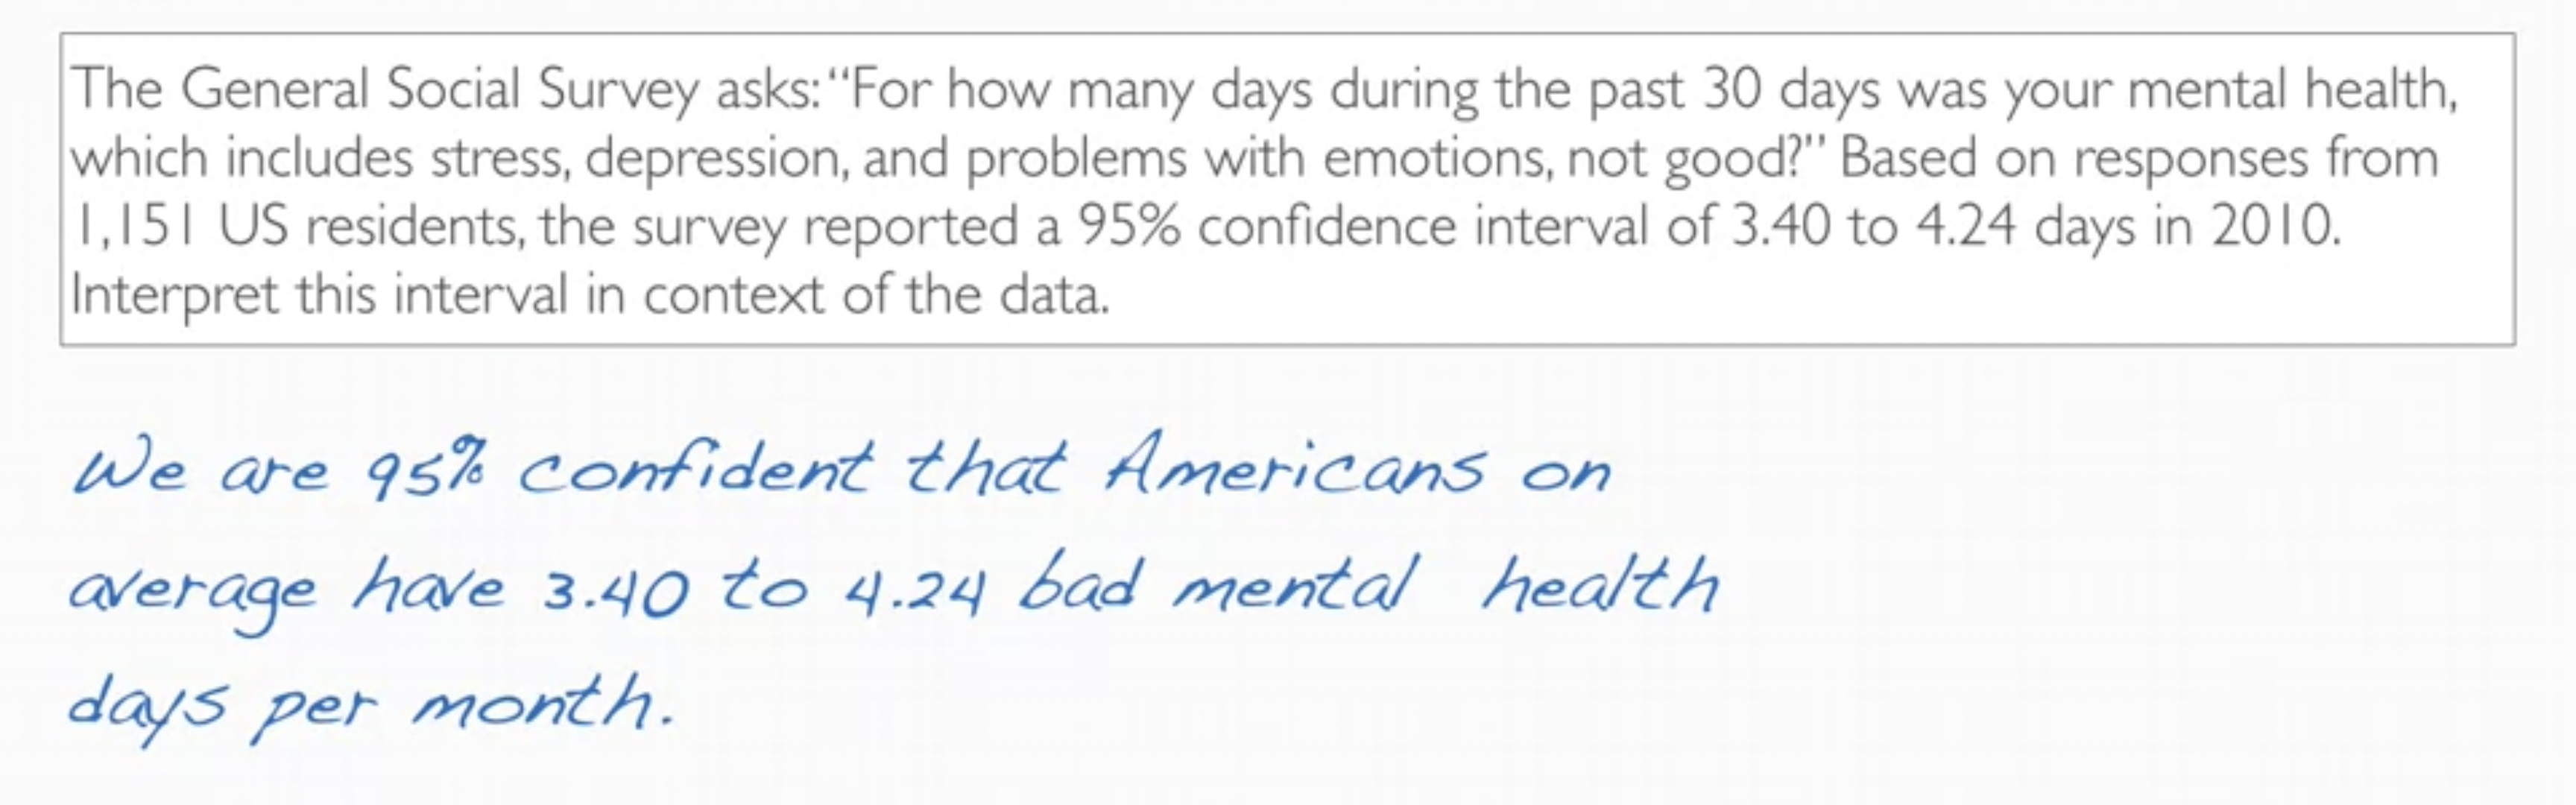 The General Social Survey asks: “For how many days during the past 30 days was your mental health,
which includes stress, depression, and problems with emotions, not good?” Based on responses from
1,151 US residents, the survey reported a 95% confidence interval of 3.40 to 4.24 days in 2010.
Interpret this interval in context of the data.
We are 95% confident that Americans on
average have 3.40 to 4.24 bad mental health
days per month.